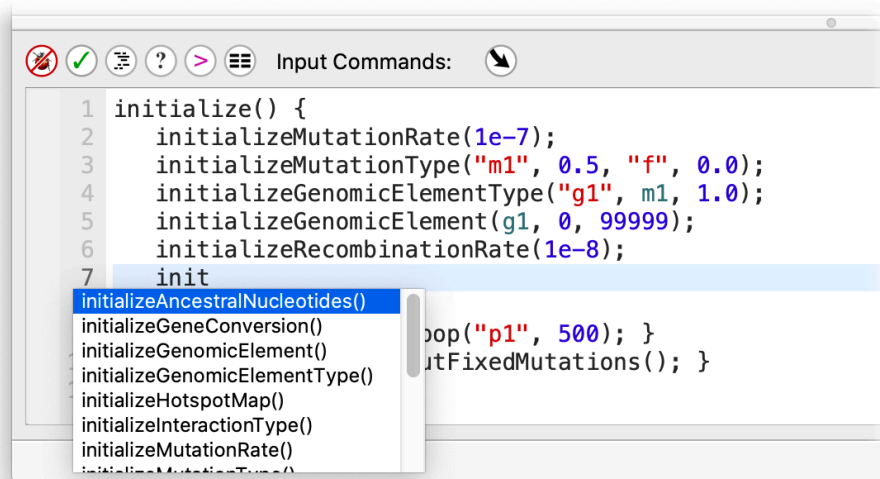 Input Commands:
1 initialize() {
2 initializeMutationRate(1e-7);
3 initializeMutationType("m1", 0.5, "f", 0.0);
4 initializeGenomicElementType("g1", m1, 1.0);
5 initializeGenomicElement(g1, 0, 99999);
6 initializeRecombinationRate(1e-8);
7 init
initializeAncestralNucleotides()
initializeGeneConversion()
op("p1", 500); }
initializeGenomicElement()
utFixedMutations(); }
initializeGenomicElementType()
initializeHotspotMap()
initializeInteractionType()
initializeMutationRate()